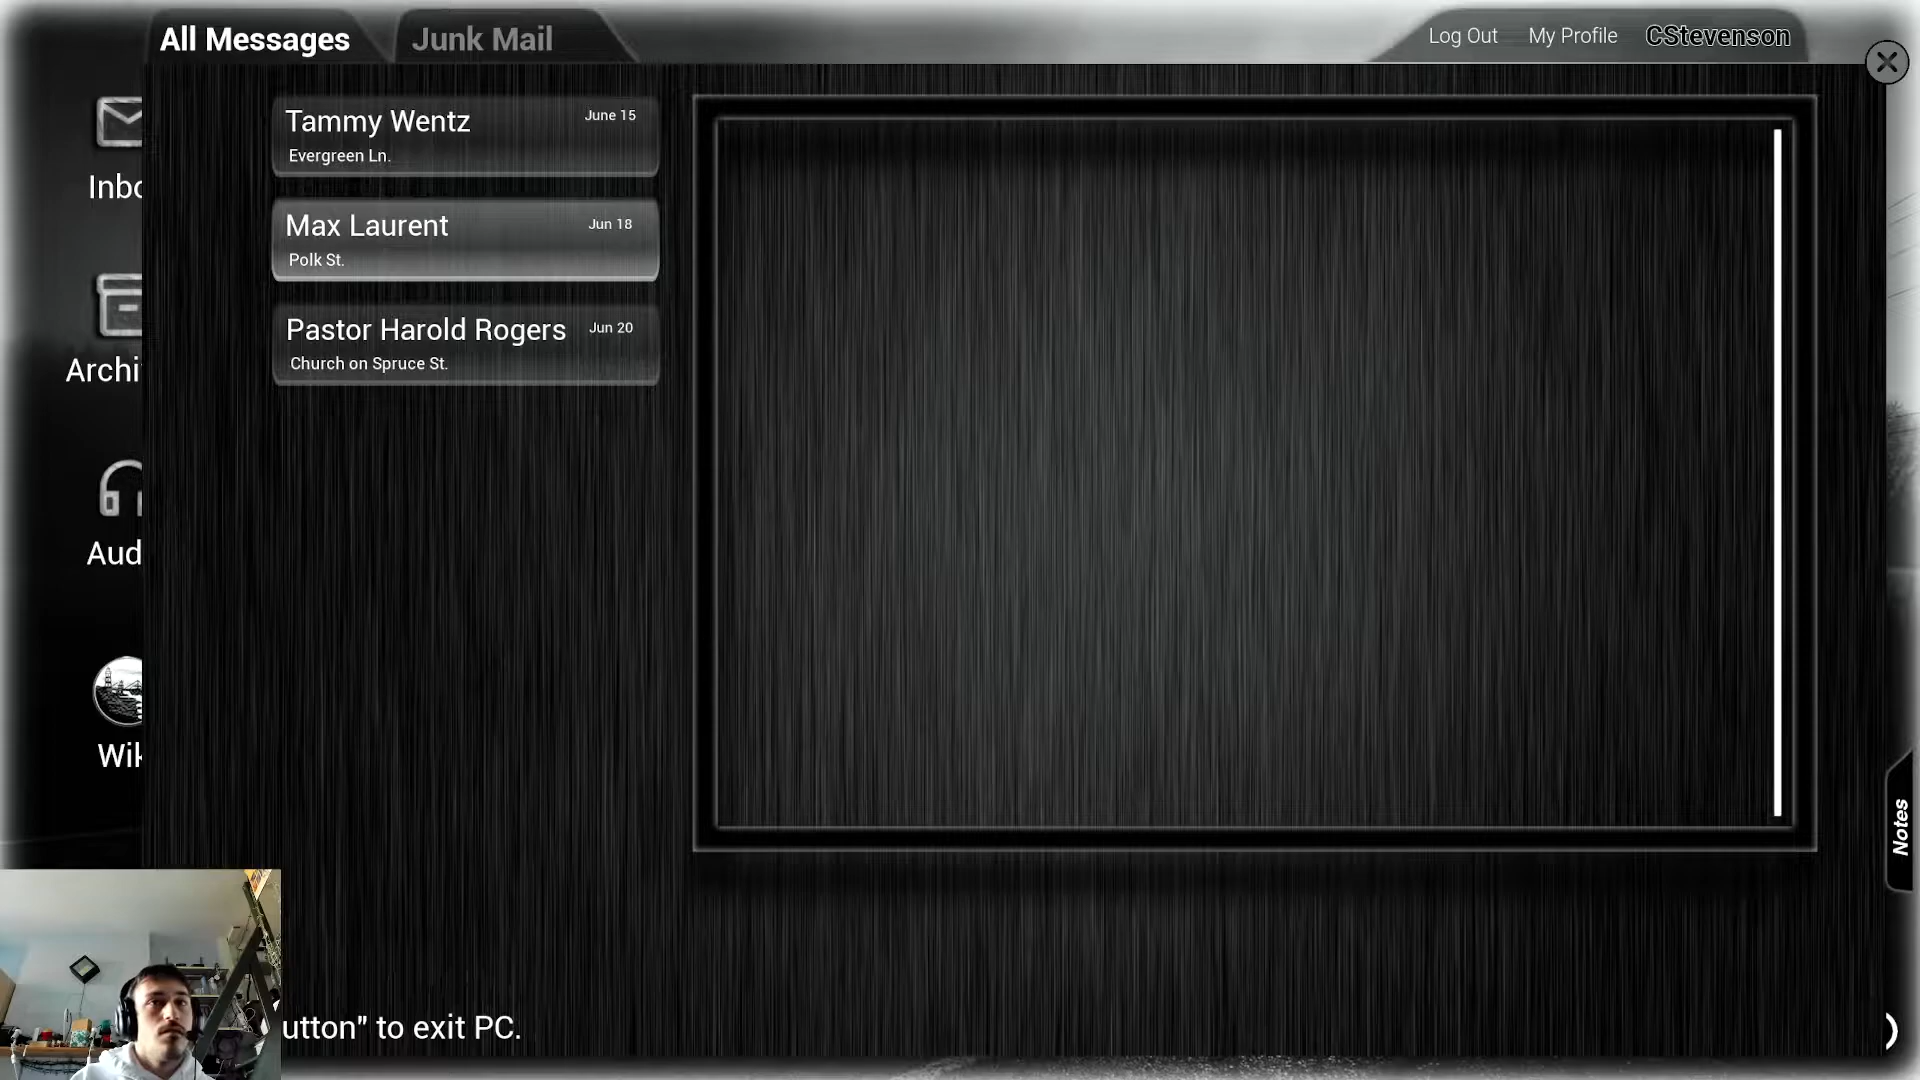 All Messages
Junk Mail
Log Out
My Profile
CStevenson
Inbo
Archi
Aud
Wik
Tammy Wentz
June 15
Evergreen Ln.
Max Laurent
Jun 18
Polk St.
Pastor Harold Rogers
Jun 20
Church on Spruce St.
Notes
utton" to exit PC.